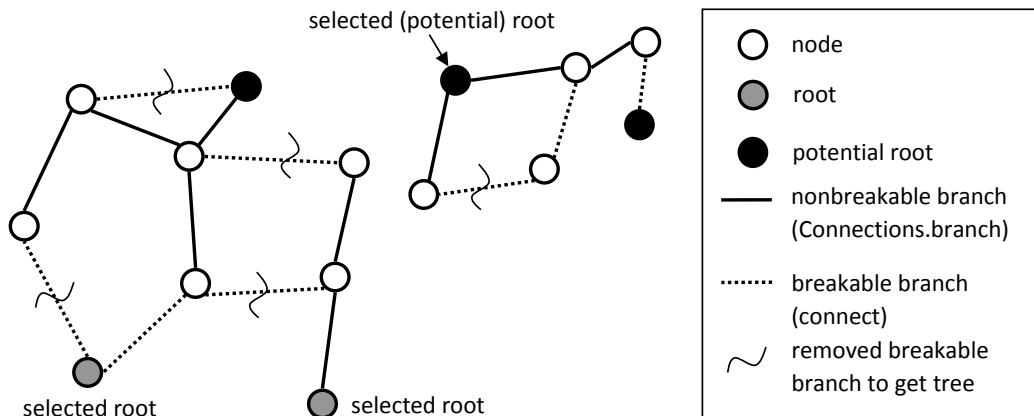 selected (potential) root
selected root
selected root
node
root
potential root
nonbreakable branch
(Connections.branch)
breakable branch
(connect)
removed breakable
branch to get tree